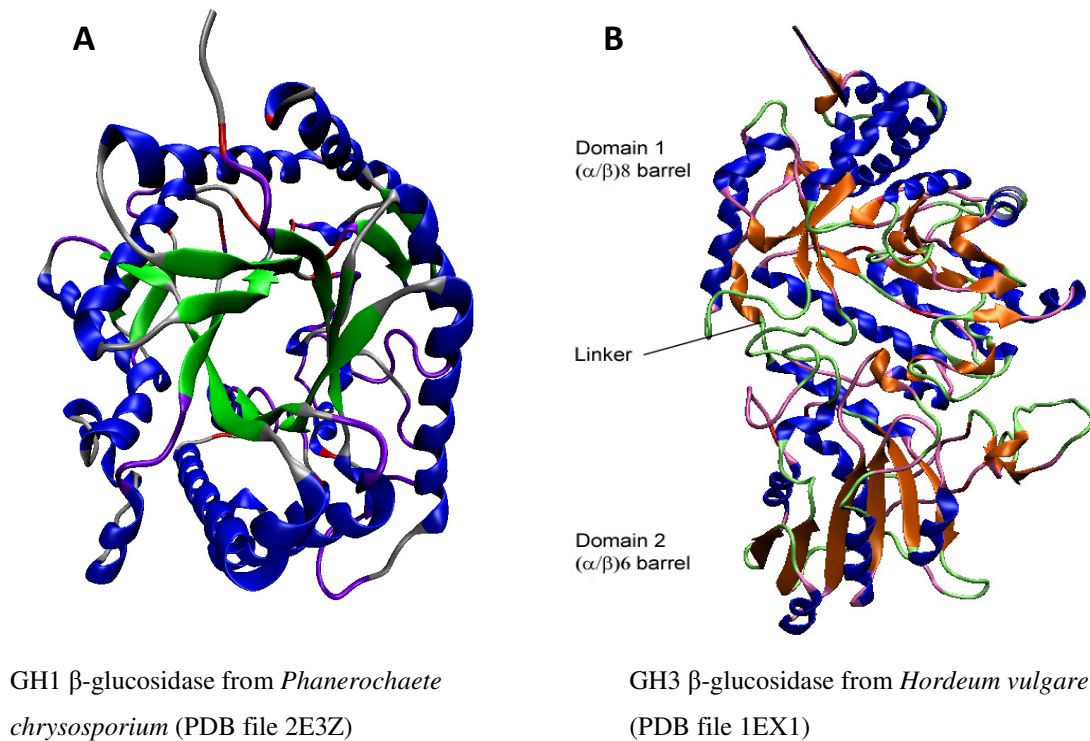 A
B
Domain 1
(α/β)8 barrel
Linker
Domain 2
(α/β)6 barrel
GH1 β-glucosidase from Phanerochaete
chrysosporium (PDB file 2E3Z)
GH3 β-glucosidase from Hordeum vulgare
(PDB file 1EX1)